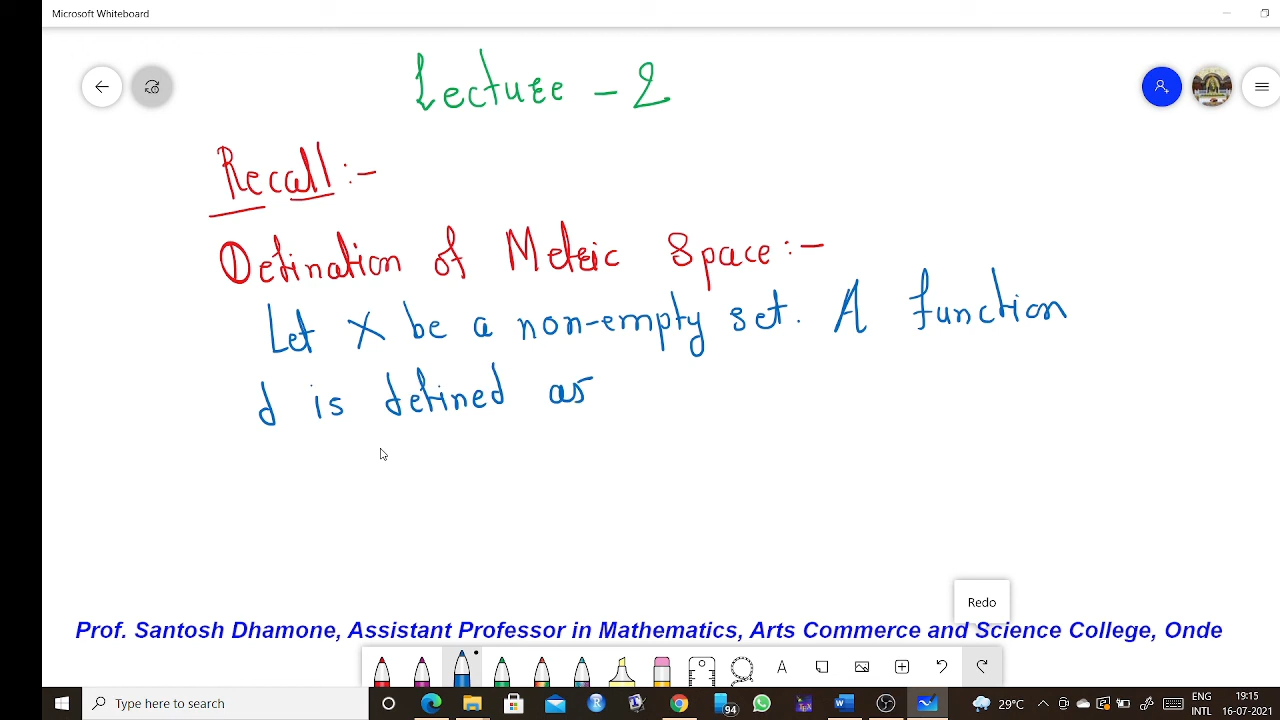 Microsoft Whiteboard
Lecture - 2
Recall :-
Defination of Metric Space :-
Let X be a non-empty set. A function
d is defined as
Redo
Prof. Santosh Dhamone, Assistant Professor in Mathematics, Arts Commerce and Science College, Onde
A
Type here to search
94
29°C
ENG
INTL
19:15
16-07-2021